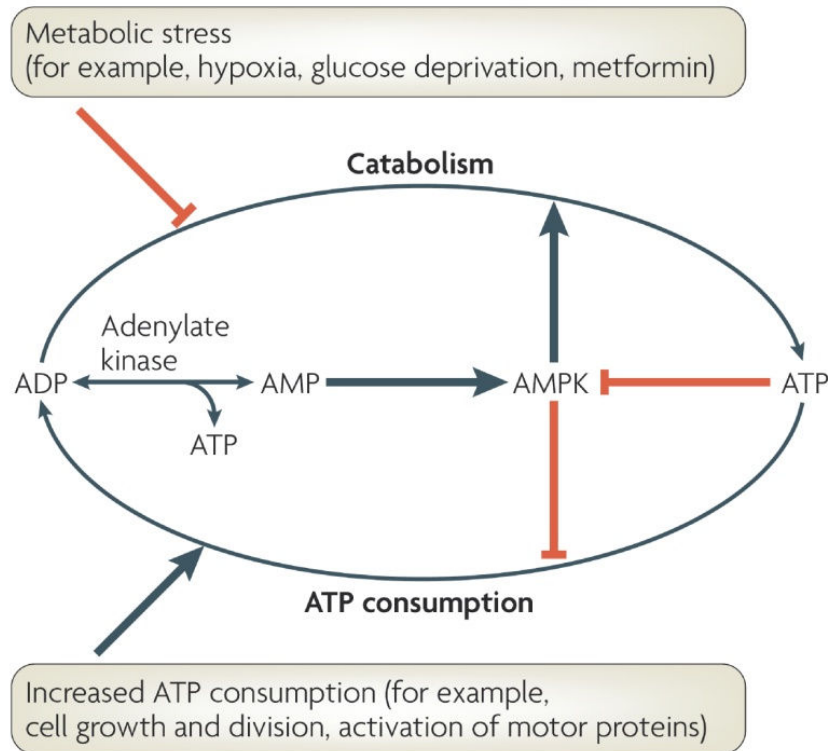 Metabolic stress
(for example, hypoxia, glucose deprivation, metformin)
Catabolism
Adenylate
kinase
ADP
AMP
AMPK
ATP
ATP
ATP consumption
Increased ATP consumption (for example,
cell growth and division, activation of motor proteins)